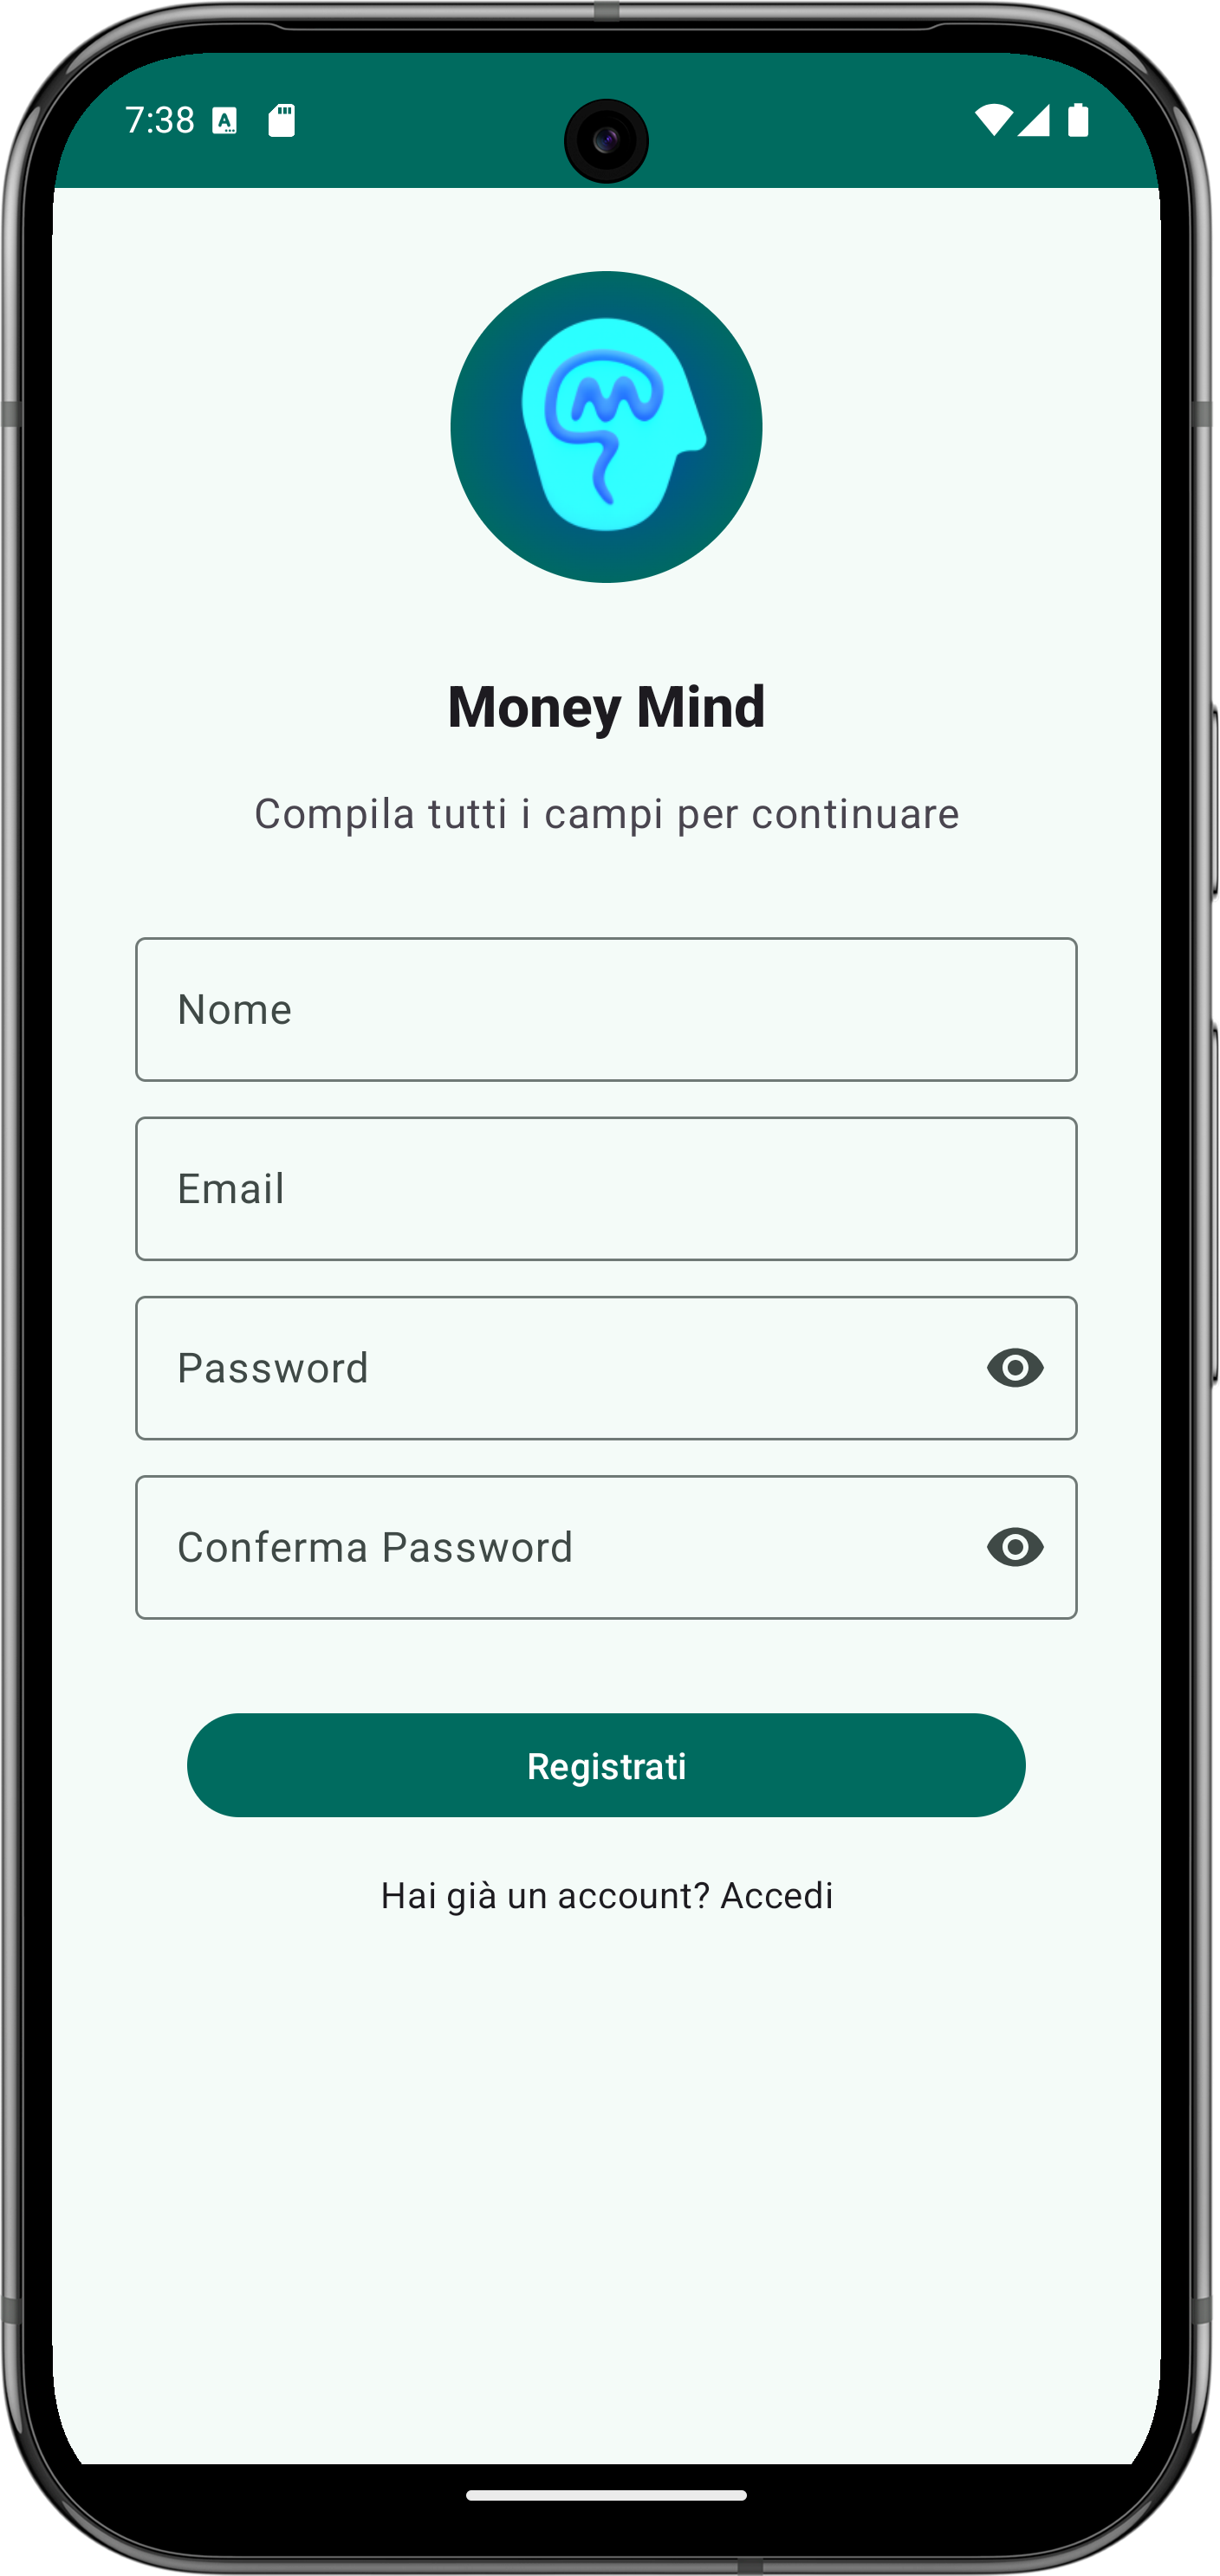 7:38
Money Mind
Compila tutti i campi per continuare
Nome
Email
Password
Conferma Password
Registrati
Hai già un account? Accedi